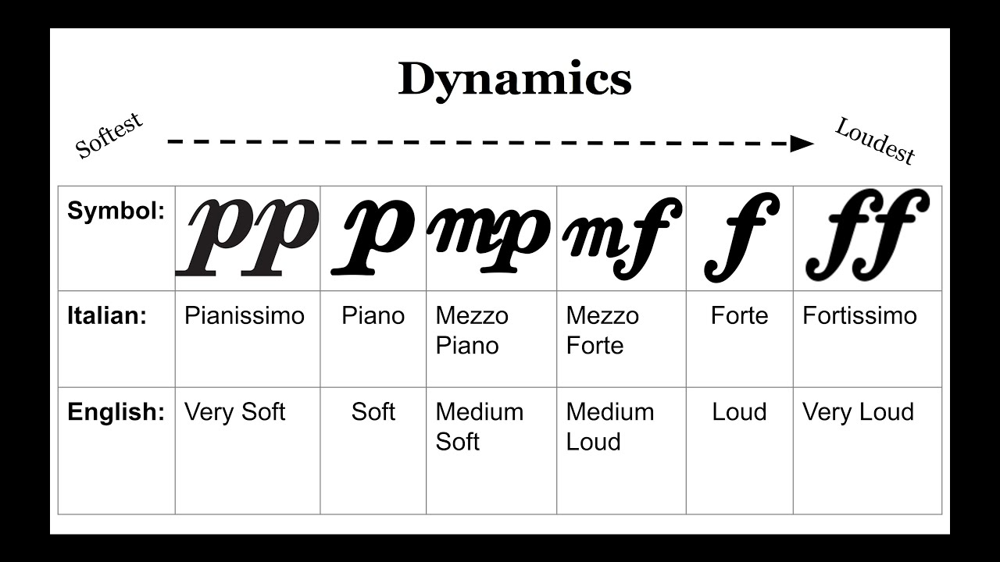 Dynamics
Softest
Loudest
Symbol: pp p mp mf f ff
Italian: Pianissimo Piano Mezzo Mezzo Forte Fortissimo
Piano Forte
English: Very Soft Soft Medium Medium Loud Very Loud
Soft Loud